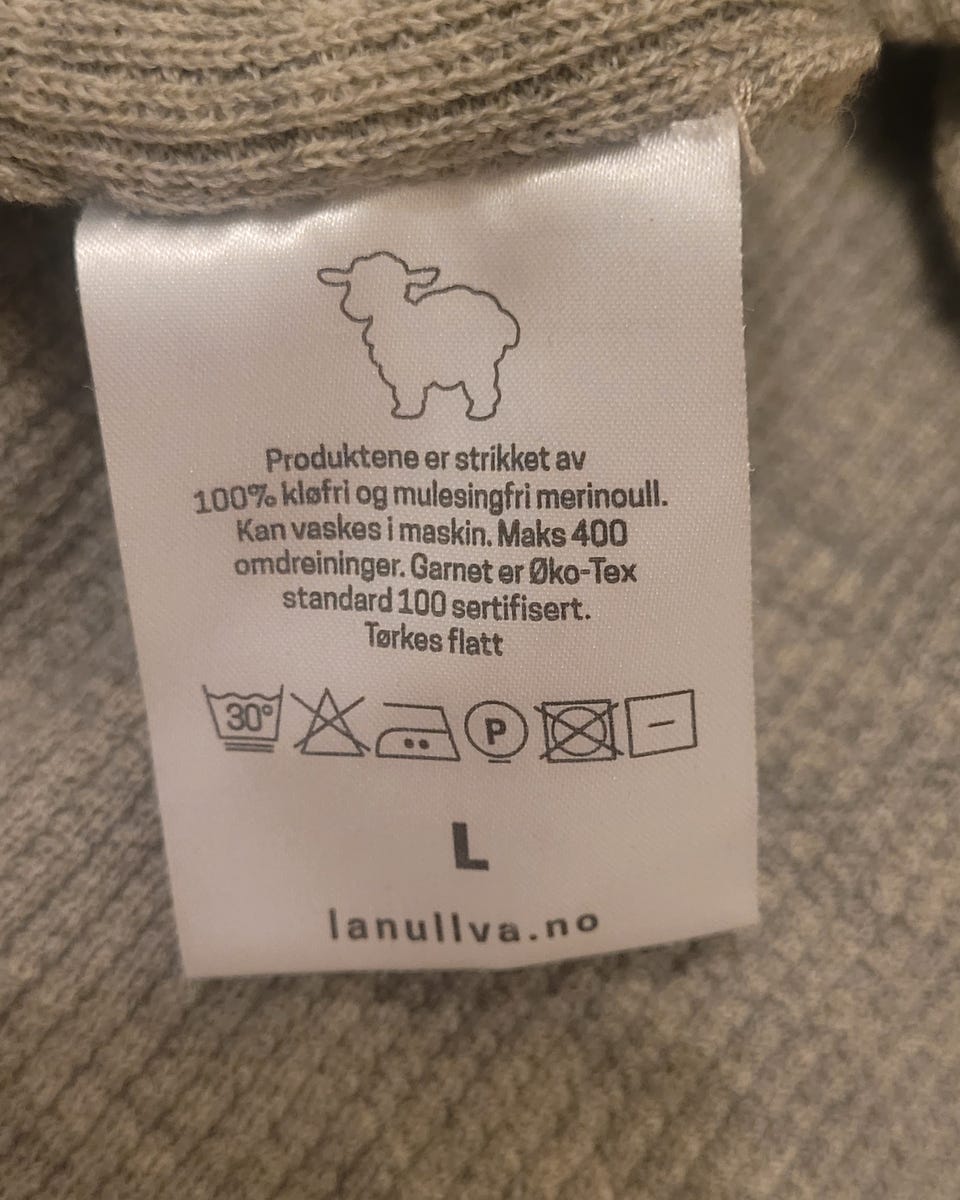 Produktene er strikket av
100% kløfri og mulesingfri merinoull.
Kan vaskes i maskin. Maks 400
omdreininger. Garnet er Øko-Tex
standard 100 sertifisert.
Tørkes flatt
30° P
L
lanullva.no